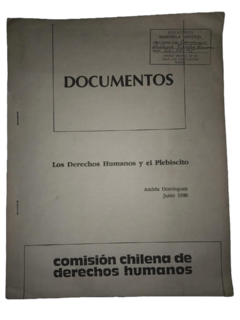 DOCUMENTOS
Los Derechos Humanos y el Plebiscito
Andrés Domínguez
Junio 1988
comisión chilena de
derechos humanos